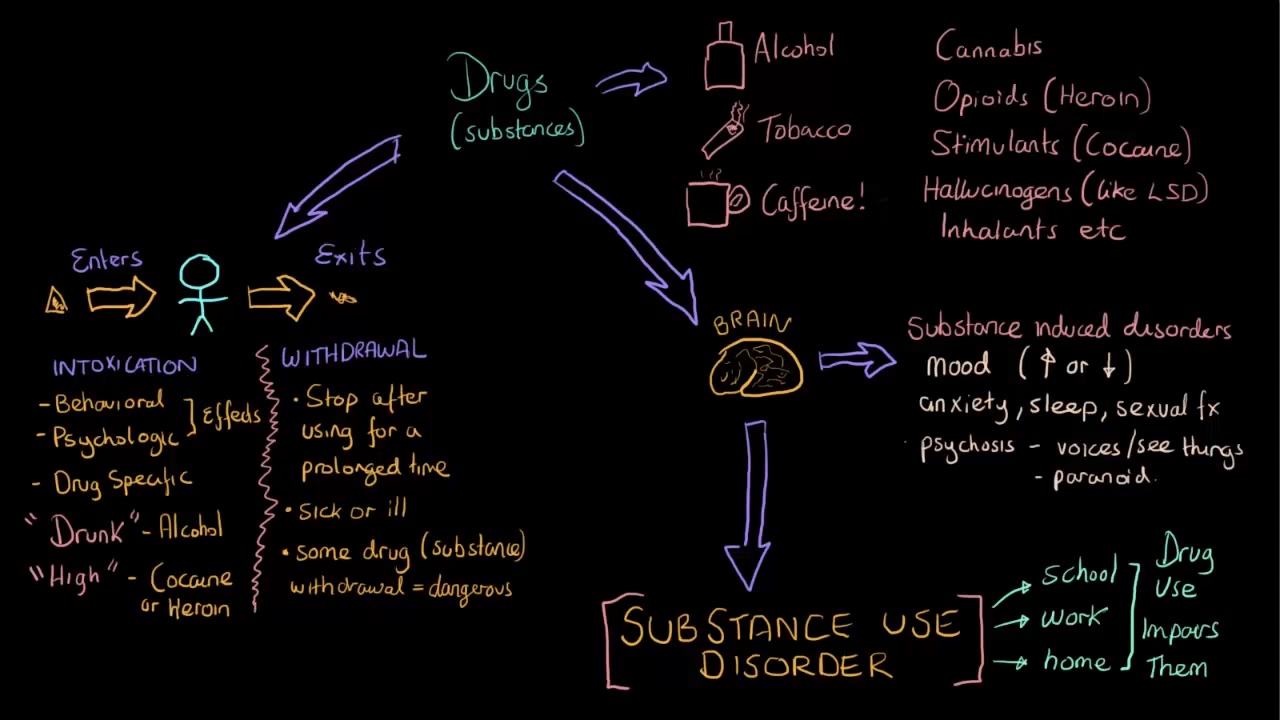 Drugs
(substances)
Alcohol
Tobacco
Caffeine!
Cannabis
Opioids (Heroin)
Stimulants (Cocaine)
Hallucinogens (like LSD)
Inhalants etc
Enters
Exits
INTOXICATION
- Behavioral
- Psychologic
Effects
- Drug Specific
"Drunk" - Alcohol
"High" - Cocaine
or Heroin
WITHDRAWAL
• Stop after
using for a
prolonged time
• Sick or ill
• Some drug (substance)
withdrawal = dangerous
BRAIN
Substance induced disorders
mood (↑ or ↓)
anxiety, sleep, sexual fx
psychosis - voices/see things
- paranoid.
[SUBSTANCE USE
DISORDER]
school
work
home
Drug
Use
Impairs
Them